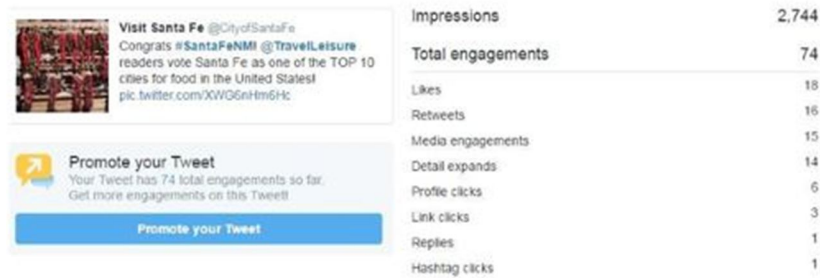 Visit Santa Fe @CityofSantaFe
Congrats #SantaFeNM! @TravelLeisure
readers vote Santa Fe as one of the TOP 10
cities for food in the United States!
pic.twitter.com/XWG6nHm6Hc
Promote your Tweet
Your Tweet has 74 total engagements so far.
Get more engagements on this Tweet!
Promote your Tweet
Impressions 2,744
Total engagements 74
Likes 18
Retweets 16
Media engagements 15
Detail expands 14
Profile clicks 6
Link clicks 3
Replies 1
Hashtag clicks 1